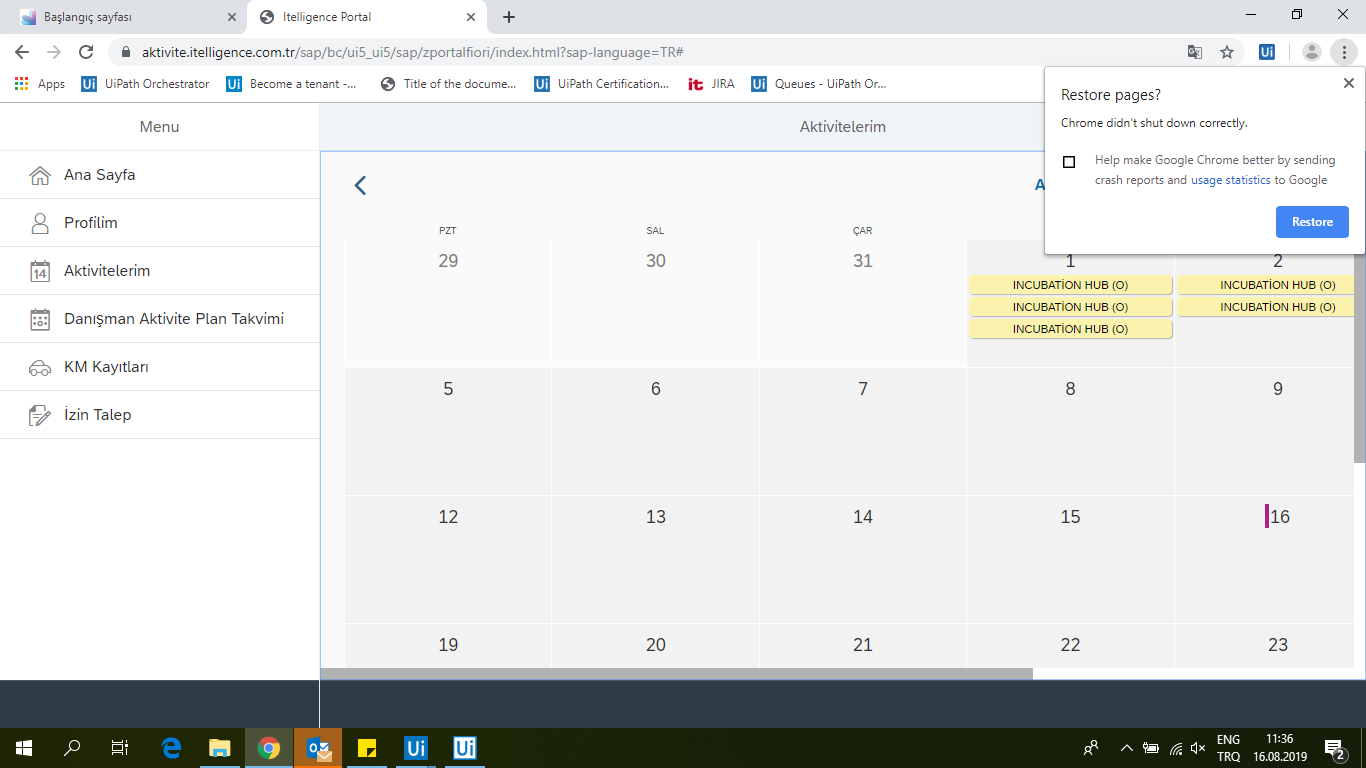 Başlangıç sayfası
Itelligence Portal
aktivite.itelligence.com.tr/sap/bc/ui5_ui5/sap/zportalfiori/index.html?sap-language=TR#
Apps
UiPath Orchestrator
Become a tenant -...
Title of the docume...
UiPath Certification...
JIRA
Queues - UiPath Or...
Restore pages?
Chrome didn't shut down correctly.
Help make Google Chrome better by sending
crash reports and usage statistics to Google
Restore
Menu
Aktivitelerim
Ana Sayfa
Profilim
Aktivitelerim
Danışman Aktivite Plan Takvimi
KM Kayıtları
İzin Talep
A
PZT SAL ÇAR
29 30 31 1 2
INCUBATİON HUB (O) INCUBATİON HUB (O)
INCUBATİON HUB (O) INCUBATİON HUB (O)
INCUBATİON HUB (O)
5 6 7 8 9
12 13 14 15 16
19 20 21 22 23
ENG 11:36
TRQ 16.08.2019
2